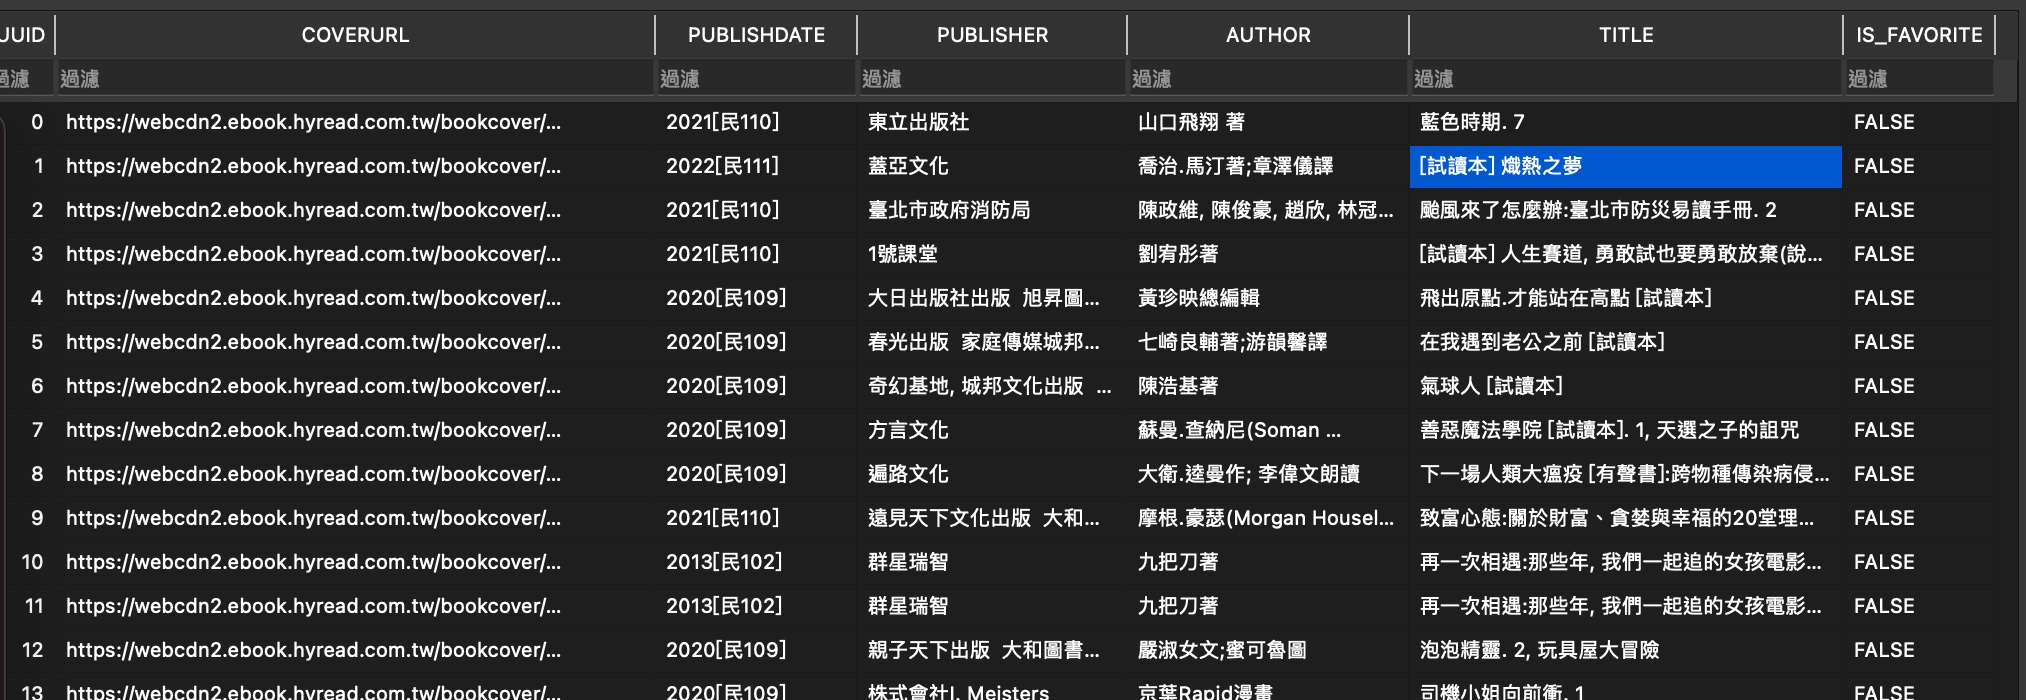 UUID COVERURL PUBLISHDATE PUBLISHER AUTHOR TITLE IS_FAVORITE
過濾 過濾 過濾 過濾 過濾 過濾 過濾
0 https://webcdn2.ebook.hyread.com.tw/bookcover/... 2021[民110] 東立出版社 山口飛翔 著 藍色時期. 7 FALSE
1 https://webcdn2.ebook.hyread.com.tw/bookcover/... 2022[民111] 蓋亞文化 喬治.馬汀著;章澤儀譯 [試讀本] 熾熱之夢 FALSE
2 https://webcdn2.ebook.hyread.com.tw/bookcover/... 2021[民110] 臺北市政府消防局 陳政維, 陳俊豪, 趙欣, 林冠... 颱風來了怎麼辦:臺北市防災易讀手冊. 2 FALSE
3 https://webcdn2.ebook.hyread.com.tw/bookcover/... 2021[民110] 1號課堂 劉宥彤著 [試讀本] 人生賽道, 勇敢試也要勇敢放棄(說... FALSE
4 https://webcdn2.ebook.hyread.com.tw/bookcover/... 2020[民109] 大日出版社出版 旭昇圖... 黃珍映總編輯 飛出原點.才能站在高點 [試讀本] FALSE
5 https://webcdn2.ebook.hyread.com.tw/bookcover/... 2020[民109] 春光出版 家庭傳媒城邦... 七崎良輔著;游韻馨譯 在我遇到老公之前 [試讀本] FALSE
6 https://webcdn2.ebook.hyread.com.tw/bookcover/... 2020[民109] 奇幻基地, 城邦文化出版 ... 陳浩基著 氣球人 [試讀本] FALSE
7 https://webcdn2.ebook.hyread.com.tw/bookcover/... 2020[民109] 方言文化 蘇曼.查納尼(Soman ... 善惡魔法學院 [試讀本]. 1, 天選之子的詛咒 FALSE
8 https://webcdn2.ebook.hyread.com.tw/bookcover/... 2020[民109] 遍路文化 大衛.逵曼作; 李偉文朗讀 下一場人類大瘟疫 [有聲書]:跨物種傳染病侵... FALSE
9 https://webcdn2.ebook.hyread.com.tw/bookcover/... 2021[民110] 遠見天下文化出版 大和... 摩根.豪瑟(Morgan Housel... 致富心態:關於財富、貪婪與幸福的20堂理... FALSE
10 https://webcdn2.ebook.hyread.com.tw/bookcover/... 2013[民102] 群星瑞智 九把刀著 再一次相遇:那些年, 我們一起追的女孩電影... FALSE
11 https://webcdn2.ebook.hyread.com.tw/bookcover/... 2013[民102] 群星瑞智 九把刀著 再一次相遇:那些年, 我們一起追的女孩電影... FALSE
12 https://webcdn2.ebook.hyread.com.tw/bookcover/... 2020[民109] 親子天下出版 大和圖書... 嚴淑女文;蜜可魯圖 泡泡精靈. 2, 玩具屋大冒險 FALSE
13 https://webcdn2.ebook.hyread.com.tw/bookcover/... 2020[民109] 株式會社J. Meisters 京葉Rapid漫畫 司機小姐向前衝. 1 FALSE